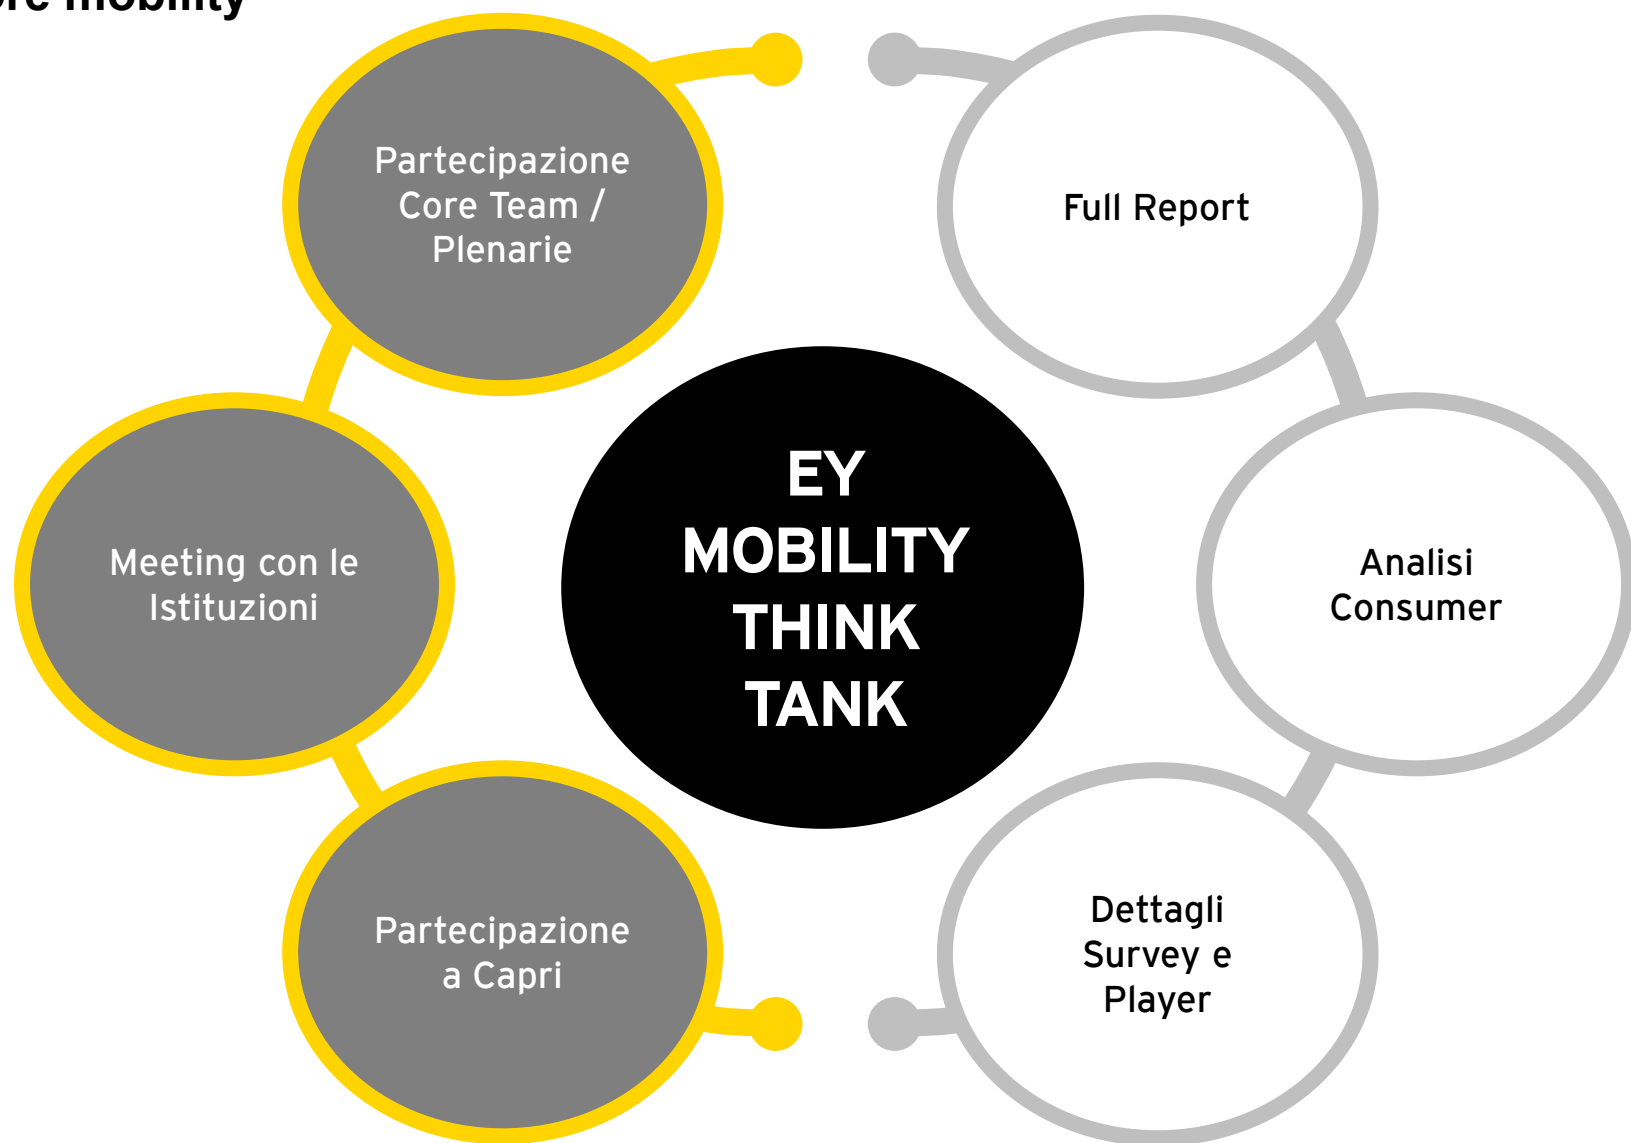 mobility
Partecipazione
Core Team /
Plenarie
Meeting con le
Istituzioni
Partecipazione
a Capri
EY
MOBILITY
THINK
TANK
Full Report
Analisi
Consumer
Dettagli
Survey e
Player